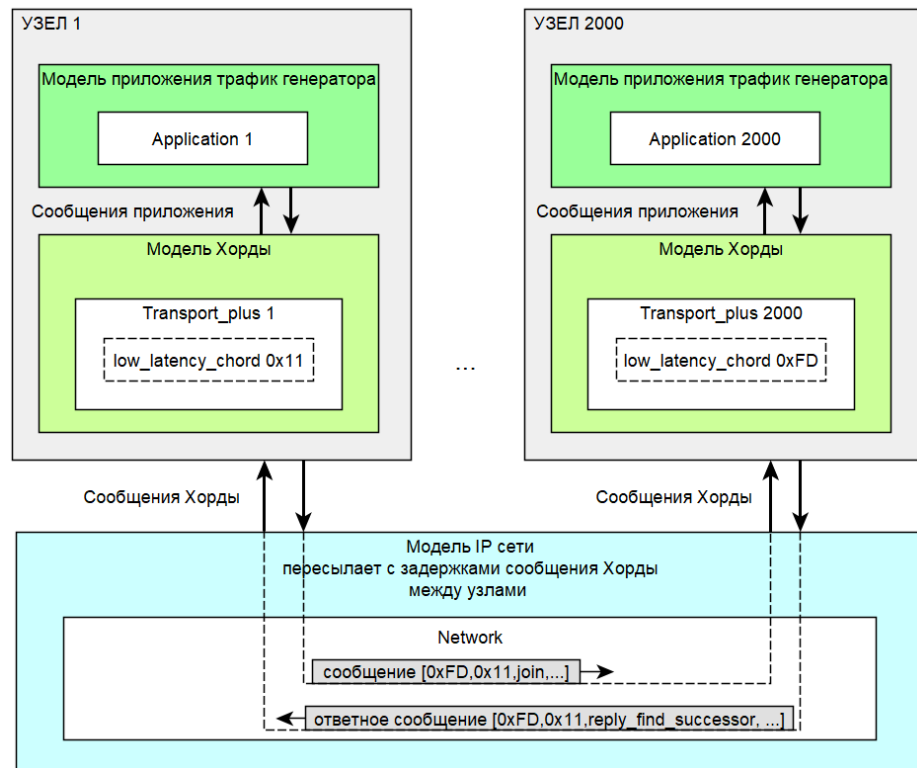 УЗЕЛ 1
Модель приложения трафик генератора
Application 1
Сообщения приложения
Модель Хорды
Transport_plus 1
low_latency_chord 0x11
Сообщения Хорды
...
УЗЕЛ 2000
Модель приложения трафик генератора
Application 2000
Сообщения приложения
Модель Хорды
Transport_plus 2000
low_latency_chord 0xFD
Сообщения Хорды
Модель IP сети
пересылает с задержками сообщения Хорды
между узлами
Network
сообщение [0xFD,0x11,join,...]
ответное сообщение [0xFD,0x11,reply_find_successor, ...]